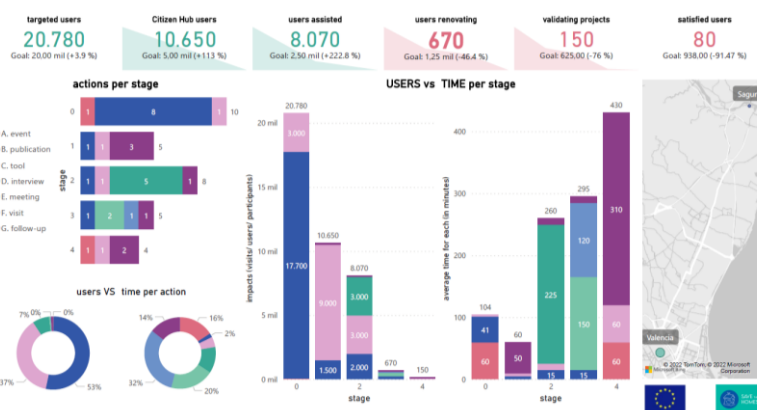 targeted users
20.780
Goal: 20,00 mil (+3.9 %)
Citizen Hub users
10.650
Goal: 5,00 mil (+113 %)
users assisted
8.070
Goal: 2,50 mil (+222.8 %)
users renovating
670
Goal: 1,25 mil (-46.4 %)
validating projects
150
Goal: 625,00 (-76 %)
satisfied users
80
Goal: 938,00 (-91.47 %)
actions per stage
A. event
B. publication
C. tool
D. interview
E. meeting
F. visit
G. follow-up
stage
0 1 8 1 10
1 1 1 3 5
2 1 1 5 1 8
3 1 2 1 1 5
4 1 1 2 4
users VS time per action
7% 0% 0%
37%
53%
14% 16%
2%
32%
20%
USERS vs TIME per stage
impacts (visits/ users/ participants)
20 mil
15 mil
10 mil
5 mil
0 mil
20.780
3.000
17.700
10.650
9.000
1.500
8.070
3.000
3.000
2.000
670
150
0 2 4
stage
average time for each (in minutes)
400
300
200
100
0
104
41
60
60
50
260
225
15
295
120
150
15
430
310
60
60
0 2 4
stage
Sagun
Valencia
© 2022 TomTom, © 2022 Microsoft
Corporation